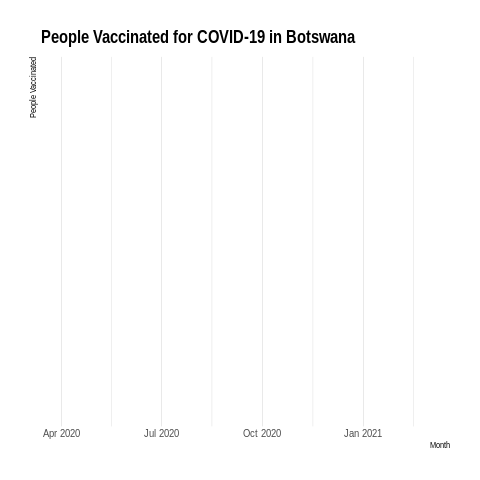 People Vaccinated for COVID-19 in Botswana
People Vaccinated
Apr 2020
Jul 2020
Oct 2020
Jan 2021
Month